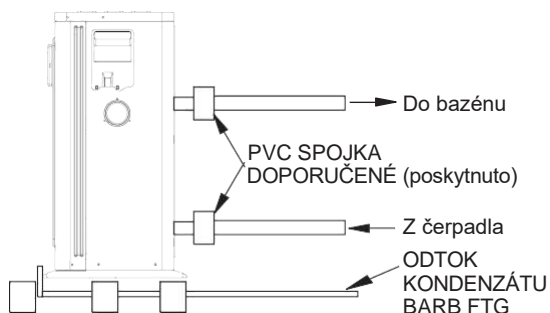 Do bazénu
PVC SPOJKA
DOPORUČENÉ (poskytnuto)
Z čerpadla
ODTOK
KONDENZÁTU
BARB FTG